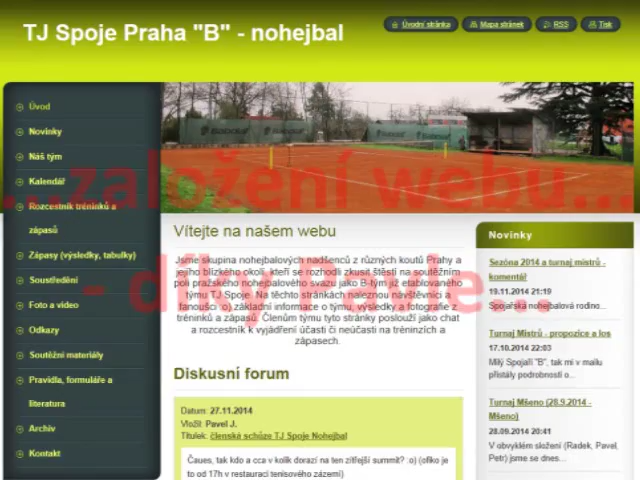 TJ Spoje Praha "B" - nohejbal
Úvodní stránka
Mapa stránek
RSS
Tisk
Úvod
Novinky
Náš tým
Kalendář
Rozcestník tréninků a
zápasů
Zápasy (výsledky, tabulky)
Soustředění
Foto a video
Odkazy
Soutěžní materiály
Pravidla, formuláře a
literatura
Archiv
Kontakt
...založení webu...
- díky Leve...
Vítejte na našem webu
Jsme skupina nohejbalových nadšenců z různých koutů Prahy a
jejího blízkého okolí, kteří se rozhodli zkusit štěstí na soutěžním
poli pražského nohejbalového svazu jako B-tým již etablovaného
týmu TJ Spoje. Na těchto stránkách naleznou návštěvníci a
fanoušci základní informace o týmu, výsledky a fotografie z
tréninků a zápasů. Členům týmu tyto stránky poslouží jako chat
a rozcestník k vyjádření účasti či neúčasti na trénincích a
zápasech.
Diskusní forum
Datum: 27.11.2014
Vložil: Pavel J.
Titulek: členská schůze TJ Spoje Nohejbal
Čaues, tak kdo a cca v kolik dorazí na ten zítřejší summit? :o) (ofiko je
to od 17h v restauraci tenisového zázemí)
Novinky
Sezóna 2014 a turnaj mistrů -
komentář
19.11.2014 21:19
Spojařská nohejbalová rodino...
Turnaj Mistrů - propozice a los
17.10.2014 22:03
Milý Spojaři "B", tak mi v mailu
přistály podrobnosti o...
Turnaj Mšeno (28.9.2014 -
Mšeno)
28.09.2014 20:41
V obvyklém složení (Radek, Pavel,
Petr) jsme se dnes...